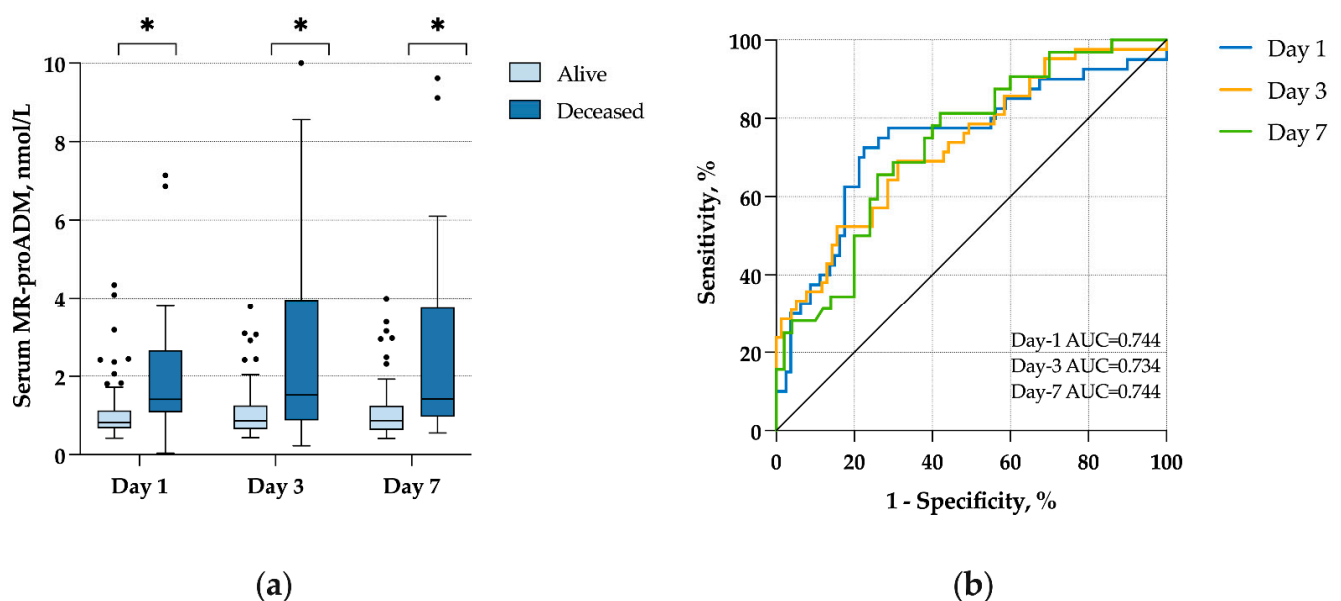 * * *
Serum MR-proADM, nmol/L
10
8
6
4
2
0
Day 1 Day 3 Day 7
Alive
Deceased
(a)
Sensitivity, %
100
80
60
40
20
0
0 20 40 60 80 100
1 - Specificity, %
Day-1 AUC=0.744
Day-3 AUC=0.734
Day-7 AUC=0.744
Day 1
Day 3
Day 7
(b)